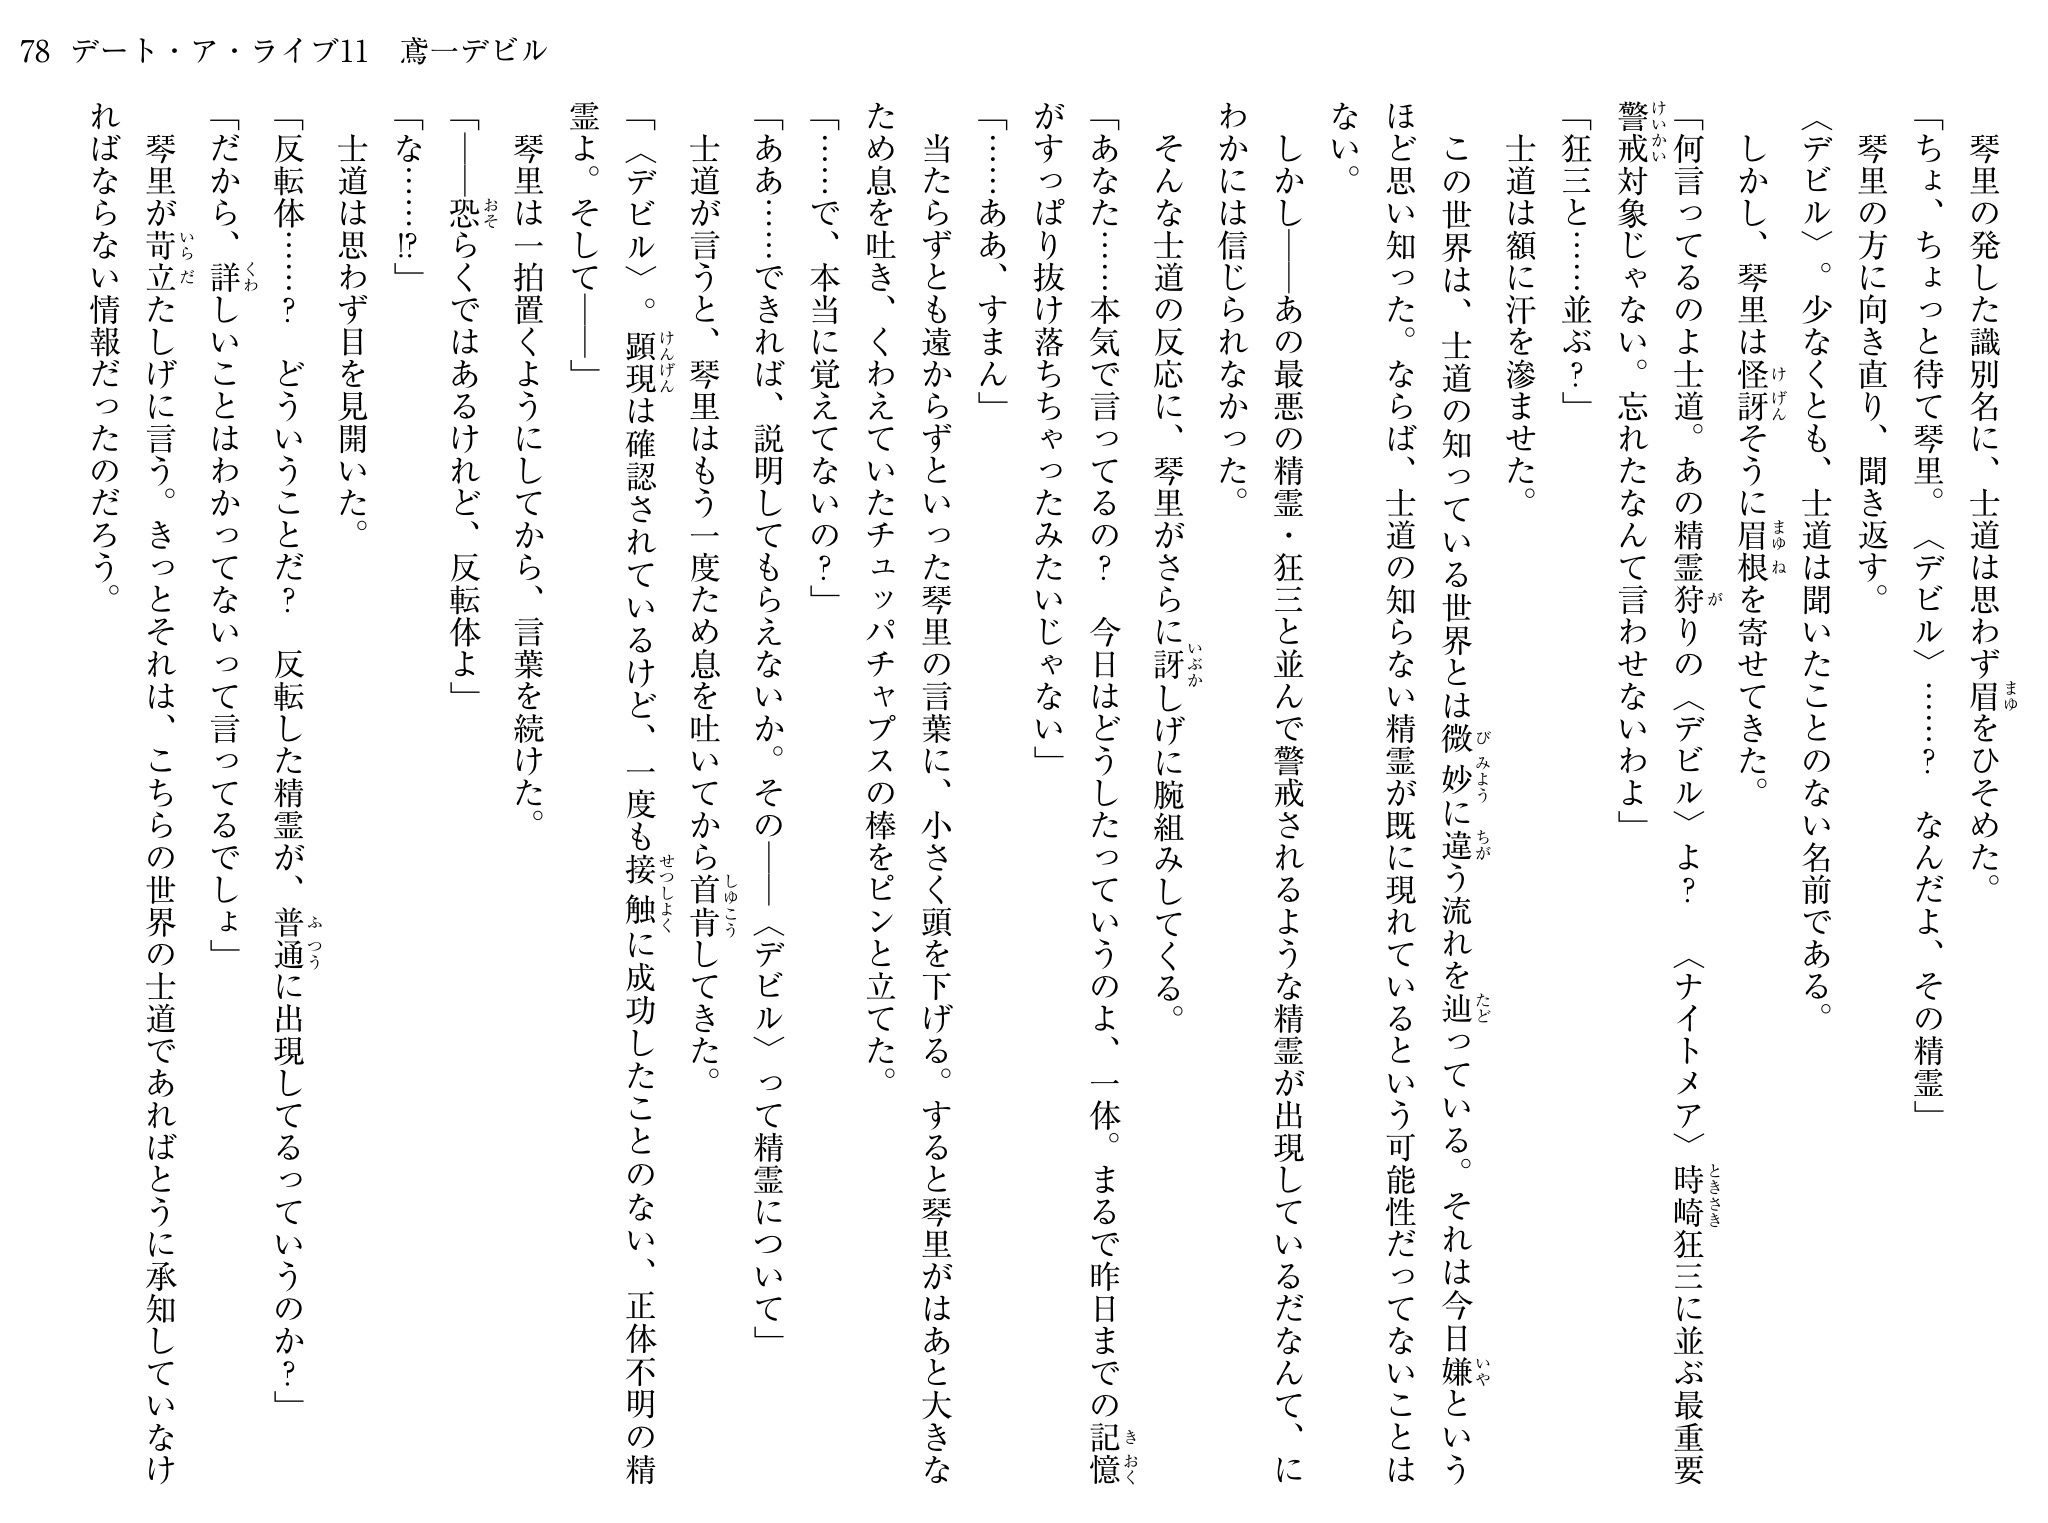 78 デート・ア・ライブ11　鳶一デビル
　琴里の発した識別名に、士道は思わず眉をひそめた。
「ちょ、ちょっと待て琴里。〈デビル〉……？　なんだよ、その精霊」
　琴里の方に向き直り、聞き返す。
〈デビル〉。少なくとも、士道は聞いたことのない名前である。
　しかし、琴里は怪訝そうに眉根を寄せてきた。
「何言ってるのよ士道。あの精霊狩りの〈デビル〉よ？　〈ナイトメア〉時崎狂三に並ぶ最重要
警戒対象じゃない。忘れたなんて言わせないわよ」
「狂三と……並ぶ？」
　士道は額に汗を滲ませた。
　この世界は、士道の知っている世界とは微妙に違う流れを辿っている。それは今日嫌という
ほど思い知った。ならば、士道の知らない精霊が既に現れているという可能性だってないことは
ない。
　しかし――あの最悪の精霊・狂三と並んで警戒されるような精霊が出現しているだなんて、に
わかには信じられなかった。
　そんな士道の反応に、琴里がさらに訝しげに腕組みしてくる。
「あなた……本気で言ってるの？　今日はどうしたっていうのよ、一体。まるで昨日までの記憶
がすっぱり抜け落ちちゃったみたいじゃない」
「……ああ、すまん」
　当たらずとも遠からずといった琴里の言葉に、小さく頭を下げる。すると琴里がはあと大きな
ため息を吐き、くわえていたチュッパチャプスの棒をピンと立てた。
「……で、本当に覚えてないの？」
「ああ……できれば、説明してもらえないか。その――〈デビル〉って精霊について」
　士道が言うと、琴里はもう一度ため息を吐いてから首肯してきた。
「〈デビル〉。顕現は確認されているけど、一度も接触に成功したことのない、正体不明の精
霊よ。そして――」
　琴里は一拍置くようにしてから、言葉を続けた。
「――恐らくではあるけれど、反転体よ」
「な……!?」
　士道は思わず目を見開いた。
「反転体……？　どういうことだ？　反転した精霊が、普通に出現してるっていうのか？」
「だから、詳しいことはわかってないって言ってるでしょ」
　琴里が苛立たしげに言う。きっとそれは、こちらの世界の士道であればとうに承知していなけ
ればならない情報だったのだろう。